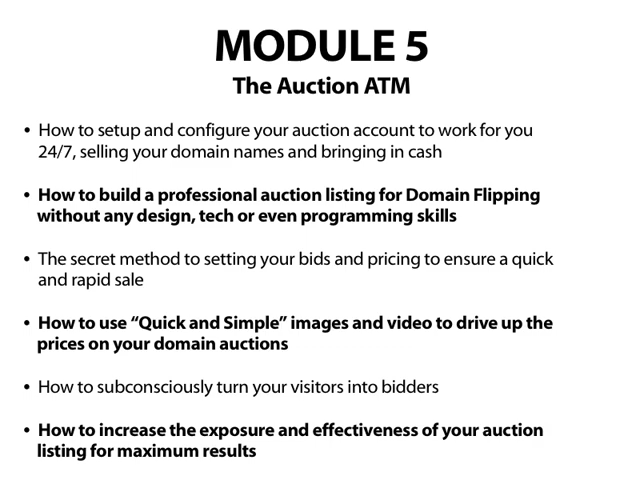 MODULE 5
The Auction ATM
• How to setup and configure your auction account to work for you
24/7, selling your domain names and bringing in cash
• How to build a professional auction listing for Domain Flipping
without any design, tech or even programming skills
• The secret method to setting your bids and pricing to ensure a quick
and rapid sale
• How to use “Quick and Simple” images and video to drive up the
prices on your domain auctions
• How to subconsciously turn your visitors into bidders
• How to increase the exposure and effectiveness of your auction
listing for maximum results